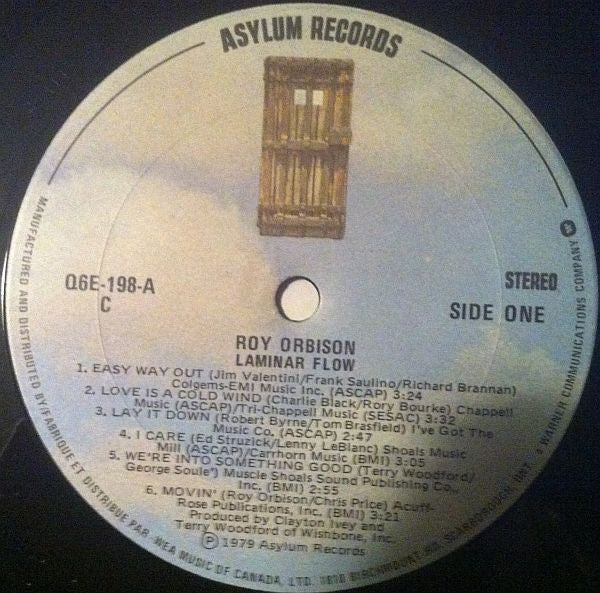 ASYLUM RECORDS
Q6E-198-A
C
STEREO
SIDE ONE
ROY ORBISON
LAMINAR FLOW
1. EASY WAY OUT (Jim Valentini/Frank Saulino/Richard Brannan)
Colgems-EMI Music Inc. (ASCAP) 3:24
2. LOVE IS A COLD WIND (Charlie Black/Rory Bourke) Chappell
Music (ASCAP)/Tri-Chappell Music (SESAC) 3:32
3. LAY IT DOWN (Robert Byrne/Tom Brasfield) I've Got The
Music Co. (ASCAP) 2:47
4. I CARE (Ed Struzick/Lenny LeBlanc) Shoals Music
Mill (ASCAP)/Carrhorn Music (BMI) 3:05
5. WE'RE INTO SOMETHING GOOD (Terry Woodford/
George Soule') Muscle Shoals Sound Publishing Co.,
Inc. (BMI) 2:55
6. MOVIN' (Roy Orbison/Chris Price) Acuff-
Rose Publications, Inc. (BMI) 3:21
Produced by Clayton Ivey and
Terry Woodford of Wishbone, Inc.
Ⓟ 1979 Asylum Records
MANUFACTURED AND DISTRIBUTED BY/FABRIQUE ET DISTRIBUE PAR WEA MUSIC OF CANADA, LTD. 1810 BIRCHMOUNT RD. SCARBOROUGH, ONT. A WARNER COMMUNICATIONS COMPANY